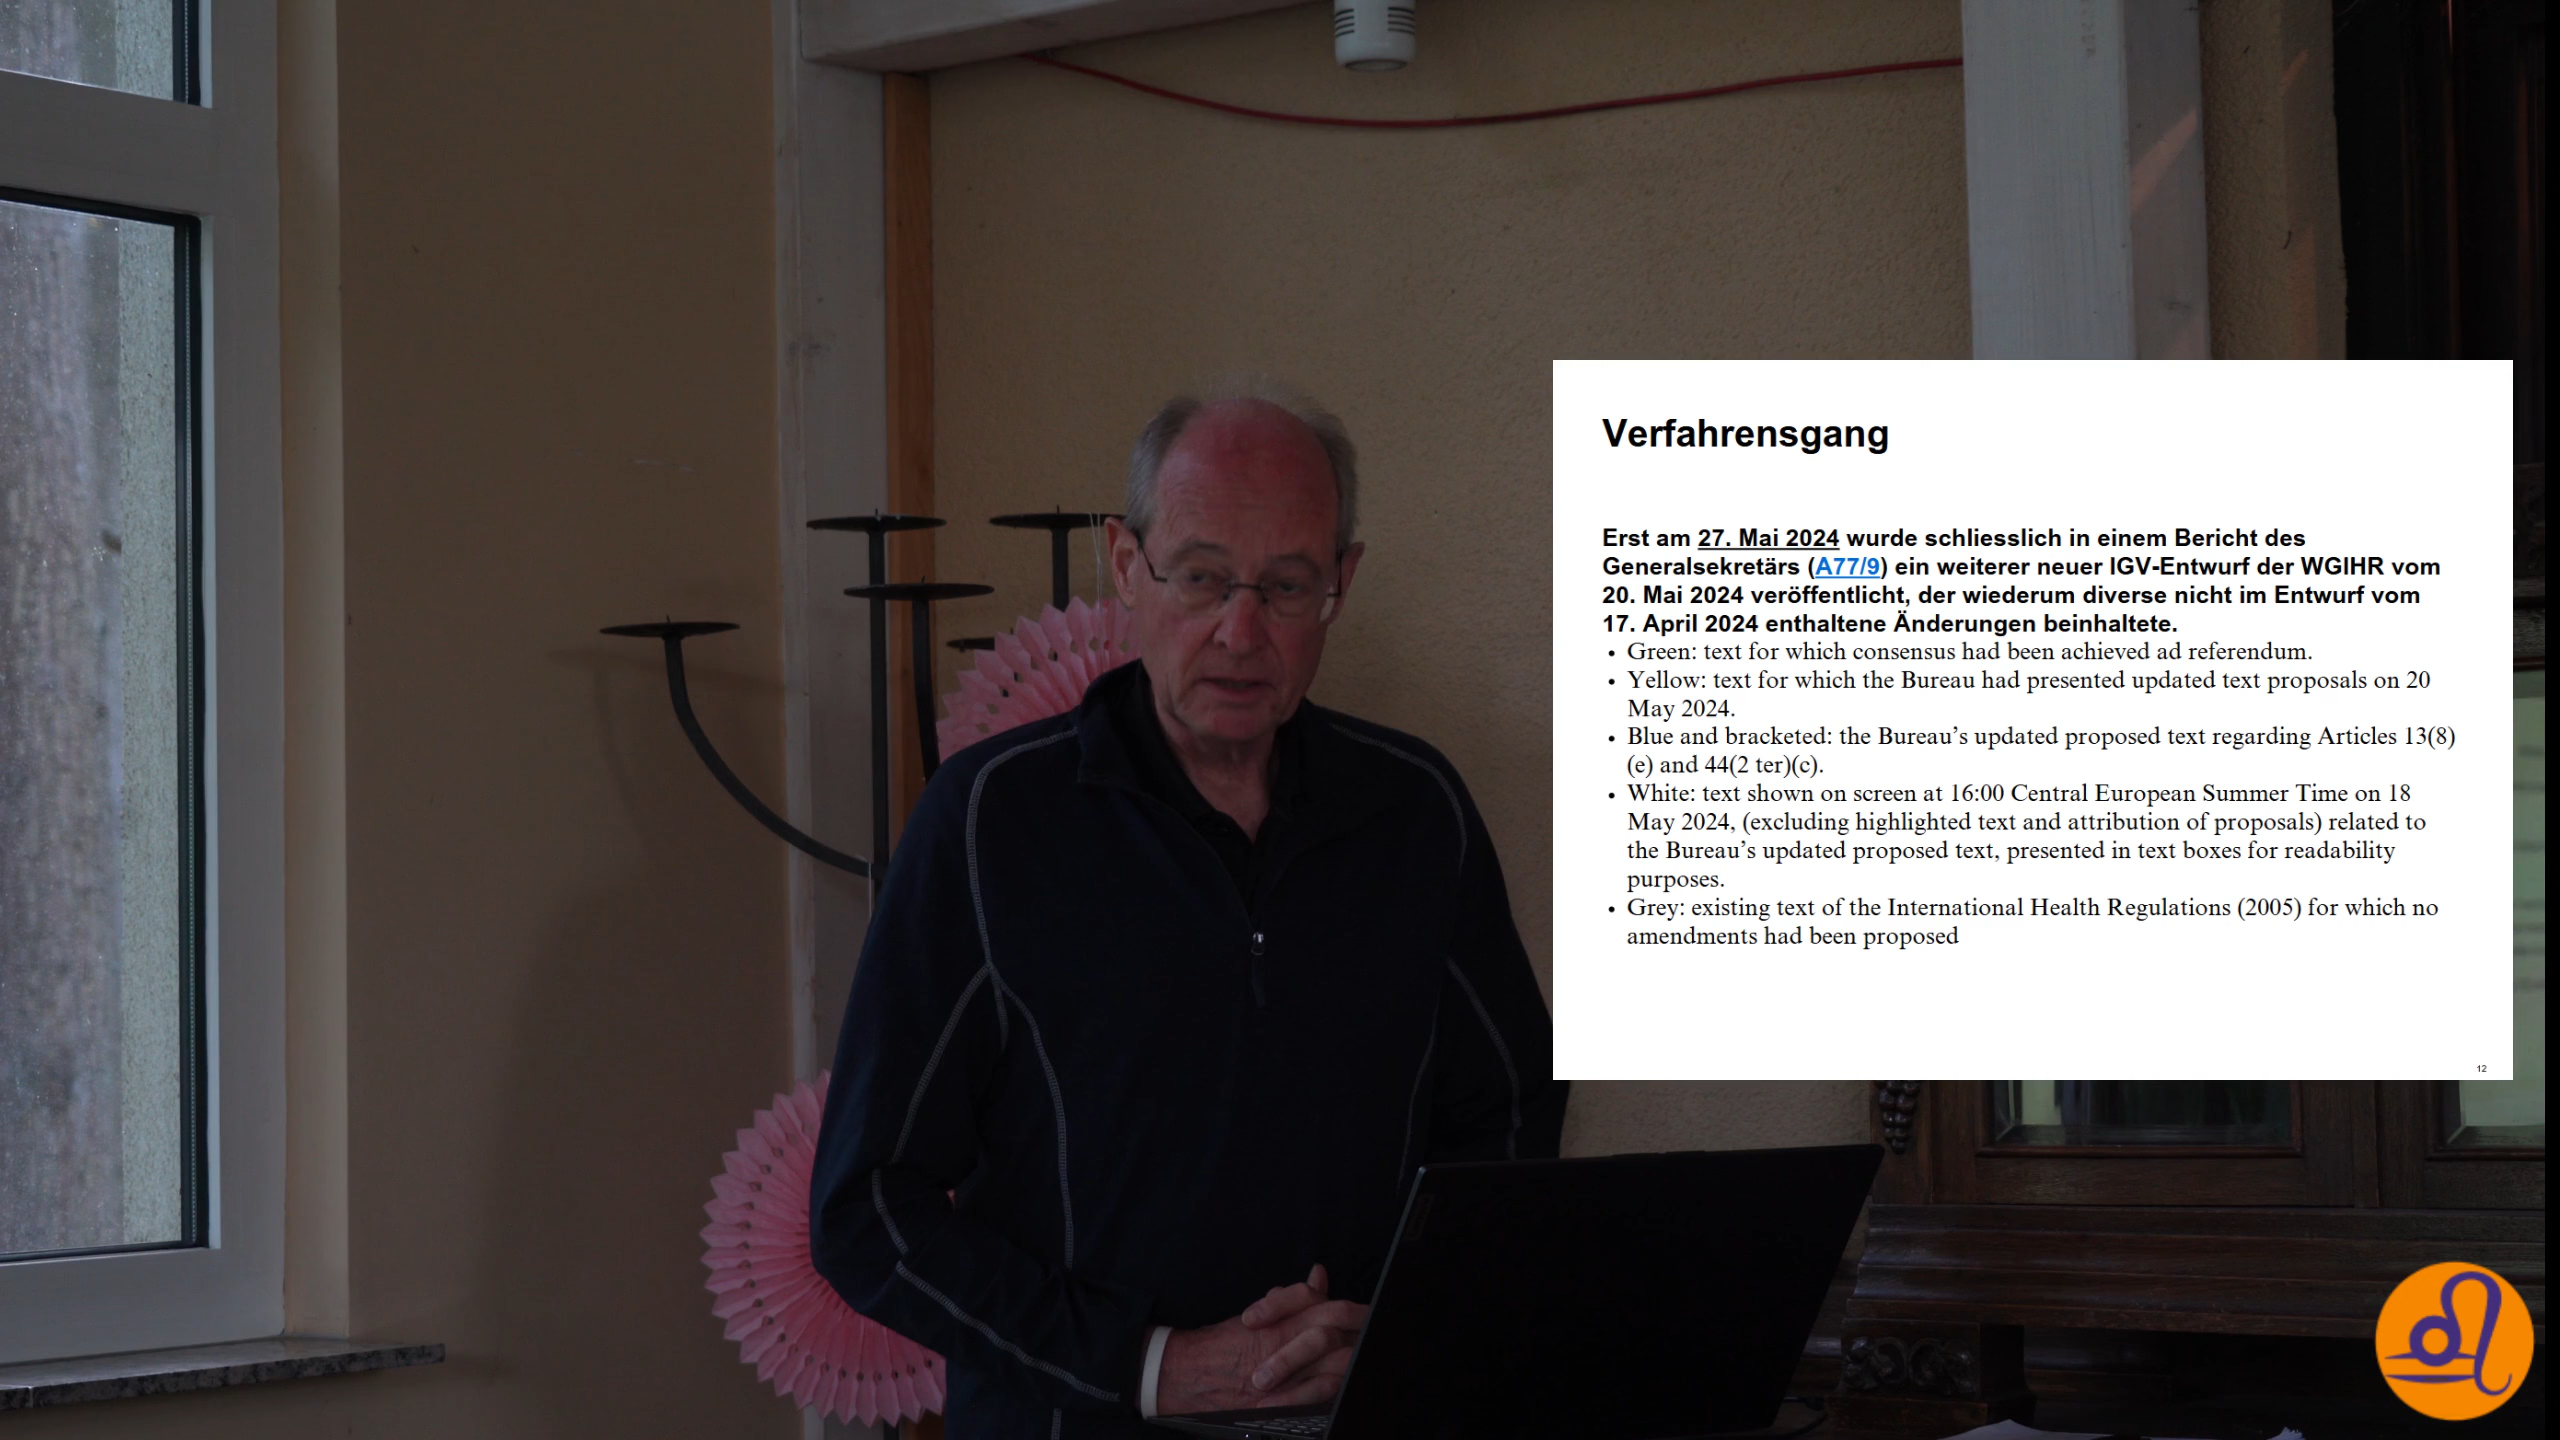 Verfahrensgang
Erst am 27. Mai 2024 wurde schliesslich in einem Bericht des
Generalsekretärs (A77/9) ein weiterer neuer IGV-Entwurf der WGIHR vom
20. Mai 2024 veröffentlicht, der wiederum diverse nicht im Entwurf vom
17. April 2024 enthaltene Änderungen beinhaltete.
• Green: text for which consensus had been achieved ad referendum.
• Yellow: text for which the Bureau had presented updated text proposals on 20
May 2024.
• Blue and bracketed: the Bureau’s updated proposed text regarding Articles 13(8)
(e) and 44(2 ter)(c).
• White: text shown on screen at 16:00 Central European Summer Time on 18
May 2024, (excluding highlighted text and attribution of proposals) related to
the Bureau’s updated proposed text, presented in text boxes for readability
purposes.
• Grey: existing text of the International Health Regulations (2005) for which no
amendments had been proposed
12